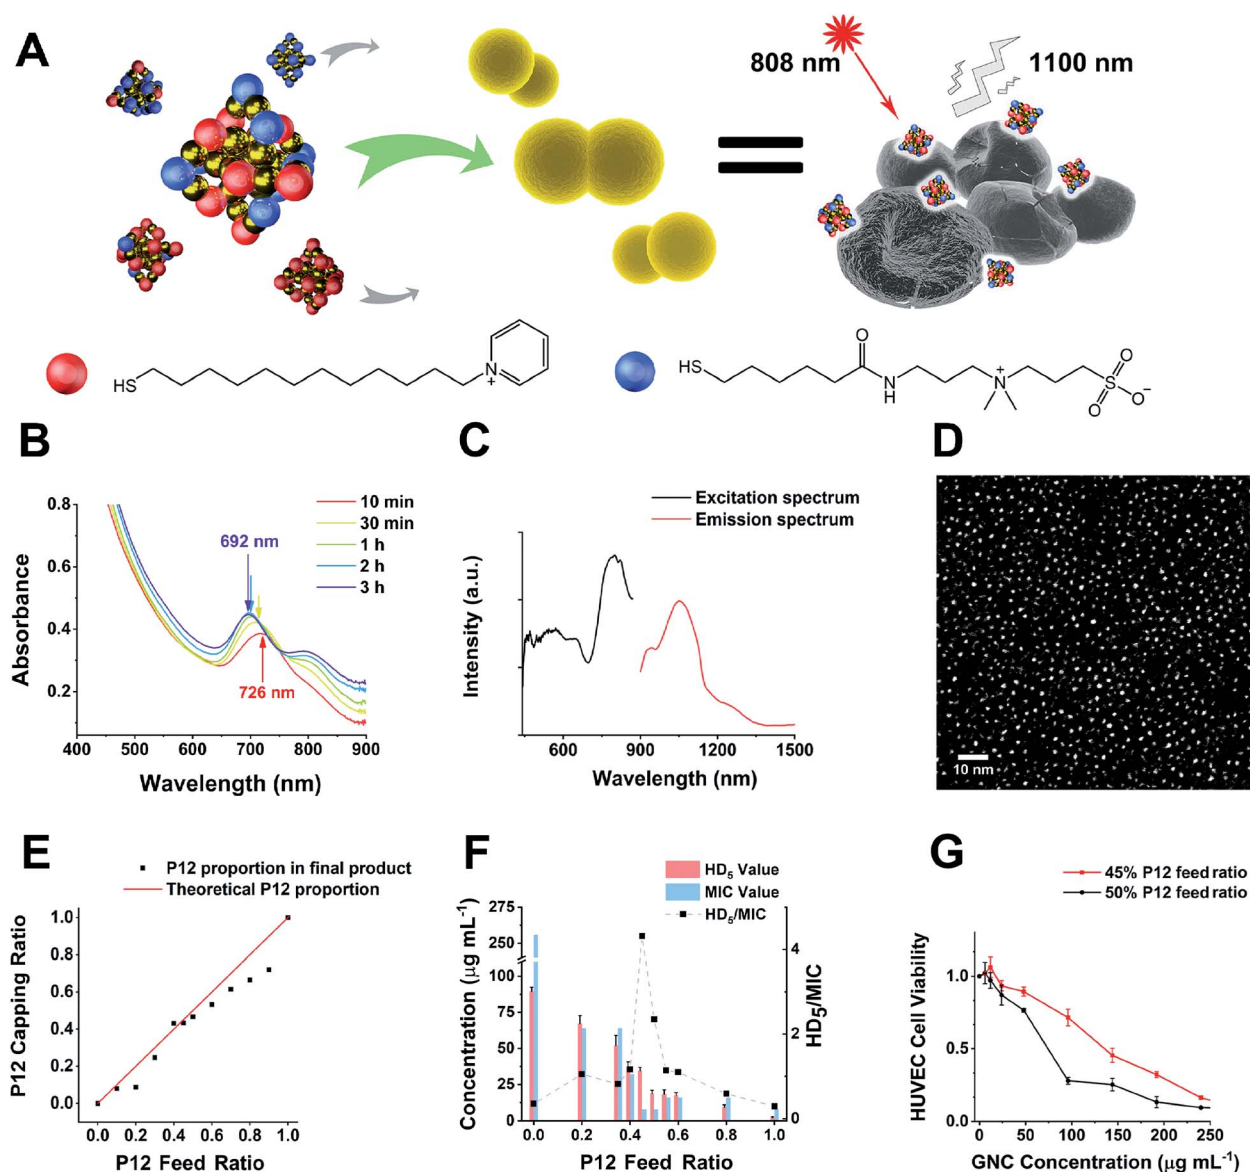 A
808 nm
1100 nm
HS
N
+
HS
O
N
H
N
+
S
O
O
O−
B
10 min
30 min
1 h
2 h
3 h
692 nm
726 nm
Absorbance
0.8
0.6
0.4
0.2
400 500 600 700 800 900
Wavelength (nm)
C
Excitation spectrum
Emission spectrum
Intensity (a.u.)
600 900 1200 1500
Wavelength (nm)
D
10 nm
E
P12 proportion in final product
Theoretical P12 proportion
P12 Capping Ratio
1.0
0.8
0.6
0.4
0.2
0.0
0.0 0.2 0.4 0.6 0.8 1.0
P12 Feed Ratio
F
HD₅ Value
MIC Value
HD₅/MIC
Concentration (μg mL⁻¹)
275
250
100
75
50
25
0
4
2
0
HD₅/MIC
0.0 0.2 0.4 0.6 0.8 1.0
P12 Feed Ratio
G
45% P12 feed ratio
50% P12 feed ratio
HUVEC Cell Viability
1.0
0.5
0.0
0 50 100 150 200 250
GNC Concentration (μg mL⁻¹)